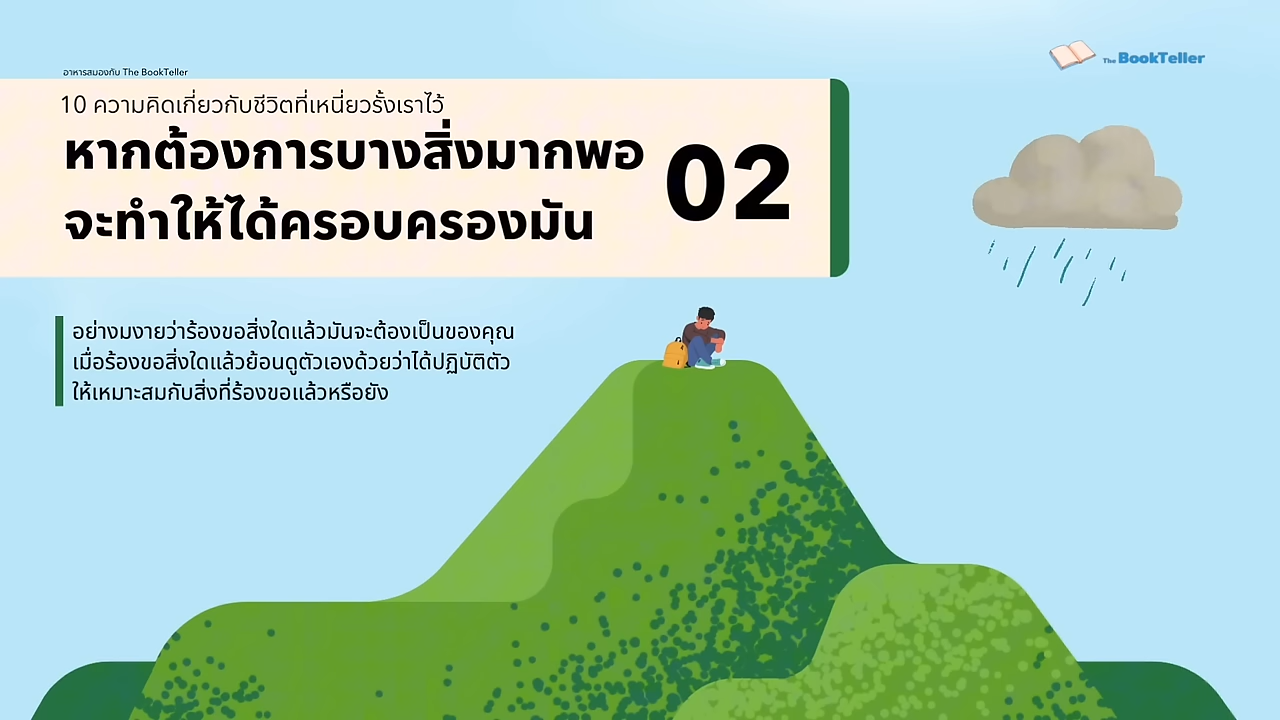 The BookTeller
อาหารสมองกับ The BookTeller
10 ความคิดเกี่ยวกับชีวิตที่เหนี่ยวรั้งเราไว้
หากต้องการบางสิ่งมากพอ
จะทำให้ได้ครอบครองมัน
02
อย่างมงายว่าร้องขอสิ่งใดแล้วมันจะต้องเป็นของคุณ
เมื่อร้องขอสิ่งใดแล้วย้อนดูตัวเองด้วยว่าได้ปฏิบัติตัว
ให้เหมาะสมกับสิ่งที่ร้องขอแล้วหรือยัง